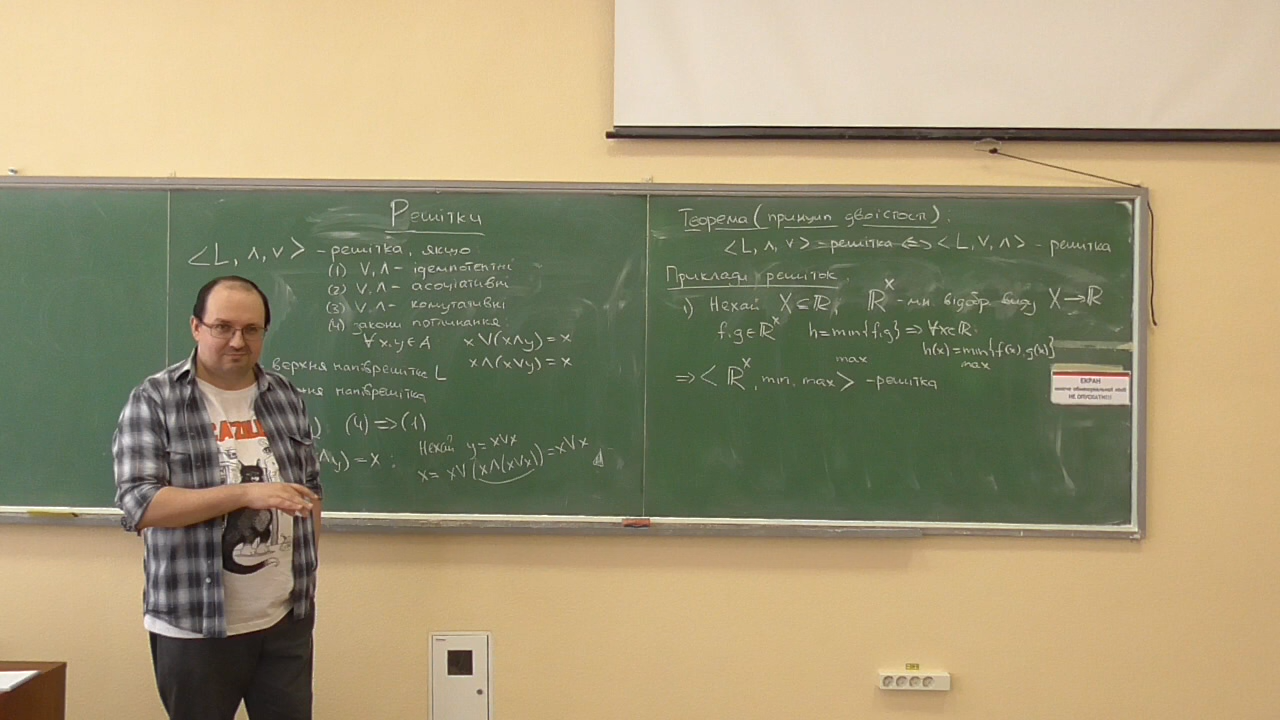 Решітки
<L, ∧, ∨> - решітка, якщо:
(1) ∨, ∧ - ідемпотентні
(2) ∨, ∧ - асоціативні
(3) ∨, ∧ - комутативні
(4) закони поглинання:
∀ x, y ∈ A x ∨ (x ∧ y) = x
x ∧ (x ∨ y) = x
верхня напіврешітка L
напіврешітка
(4) => (1)
∧ y) = x :
Нехай y = x ∨ x
x = x ∨ (x ∧ (x ∨ x)) = x ∨ x
Теорема (принцип двоїстості):
<L, ∧, ∨> - решітка <=> <L, ∨, ∧> - решітка
Приклади решіток
1) Нехай X ⊆ ℝ, ℝ^X - мн. відобр. виду X → ℝ
f, g ∈ ℝ^X h = min{f, g} => ∀x ∈ ℝ:
max
h(x) = min{f(x), g(x)}
max
=> <ℝ^X, min, max> - решітка
ЕКРАН
НЕ ОПУСКАТИ!!!